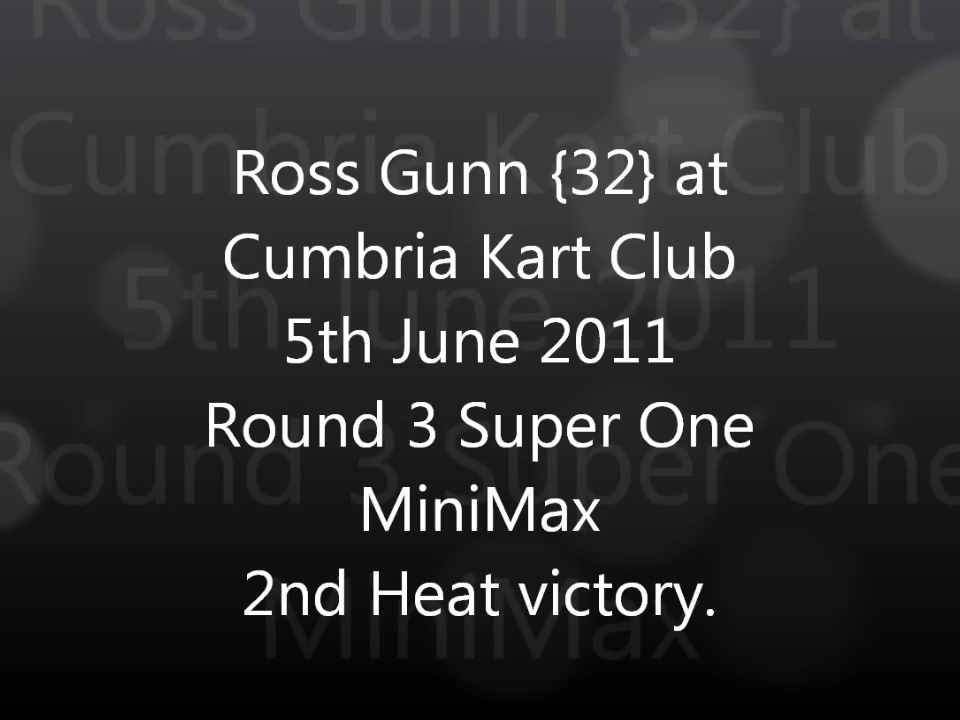 Ross Gunn {32} at
Cumbria Kart Club
5th June 2011
Round 3 Super One
MiniMax
2nd Heat victory.